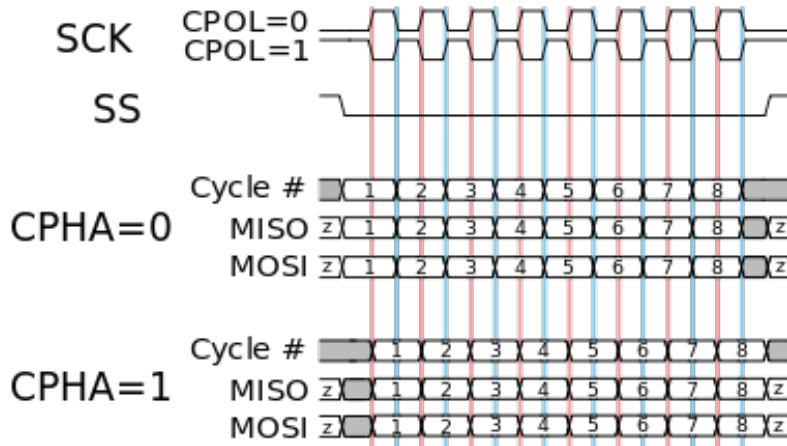 SCK
CPOL=0
CPOL=1
SS
Cycle # 1 2 3 4 5 6 7 8
CPHA=0
MISO z 1 2 3 4 5 6 7 8 z
MOSI z 1 2 3 4 5 6 7 8 z
Cycle # 1 2 3 4 5 6 7 8
CPHA=1
MISO z 1 2 3 4 5 6 7 8 z
MOSI z 1 2 3 4 5 6 7 8 z